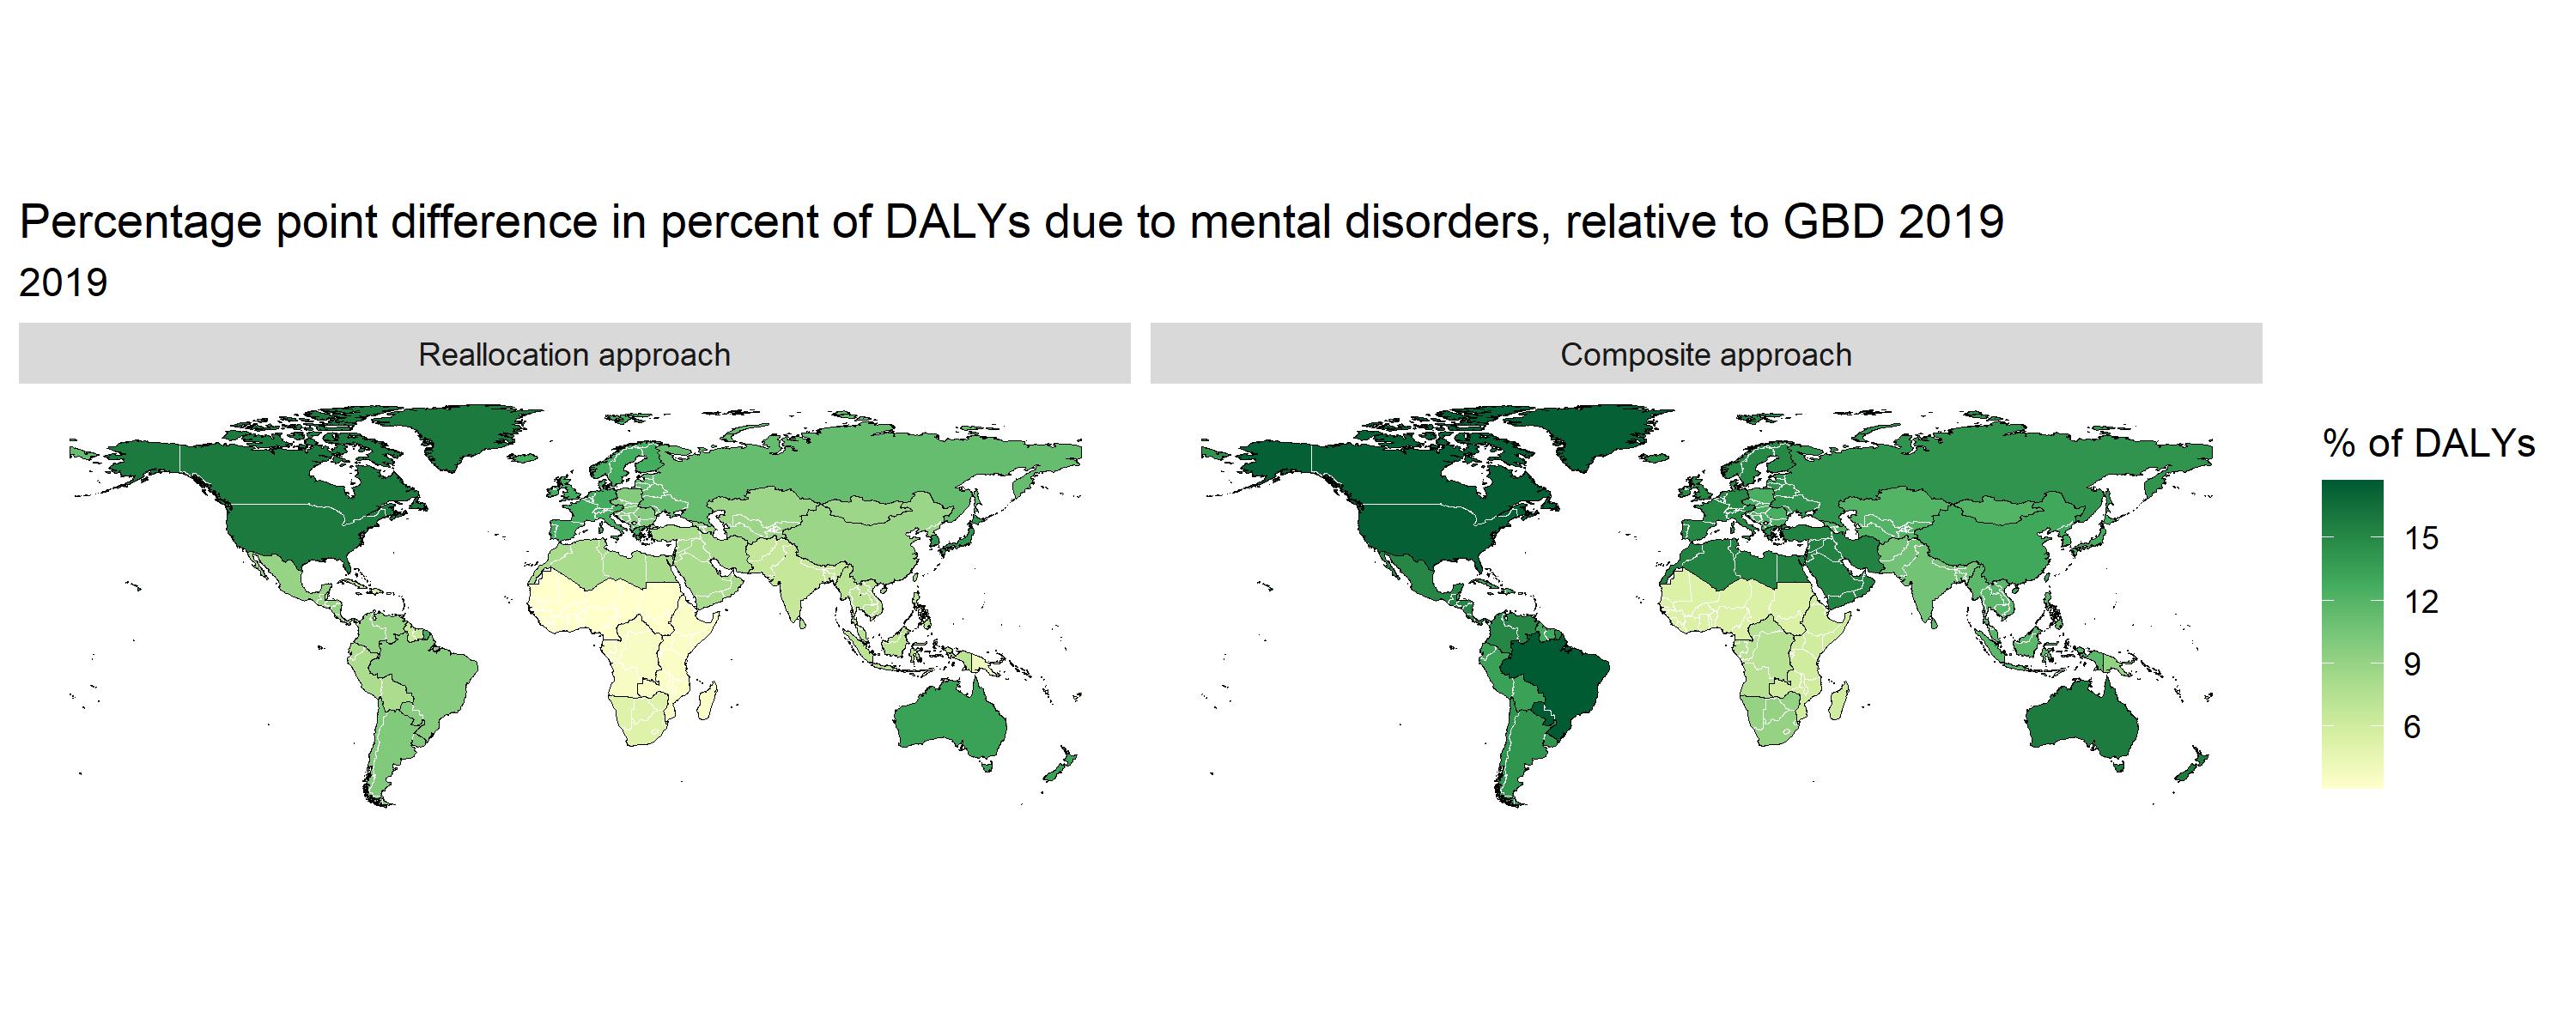 Percentage point difference in percent of DALYs due to mental disorders, relative to GBD 2019
2019
Reallocation approach
Composite approach
% of DALYs
15
12
9
6